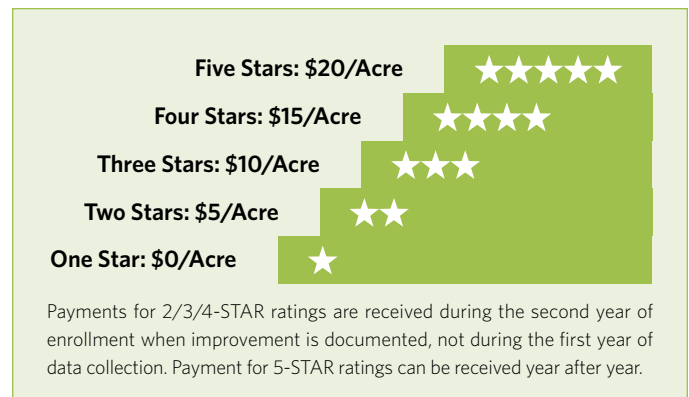 Five Stars: $20/Acre
Four Stars: $15/Acre
Three Stars: $10/Acre
Two Stars: $5/Acre
One Star: $0/Acre
Payments for 2/3/4-STAR ratings are received during the second year of
enrollment when improvement is documented, not during the first year of
data collection. Payment for 5-STAR ratings can be received year after year.